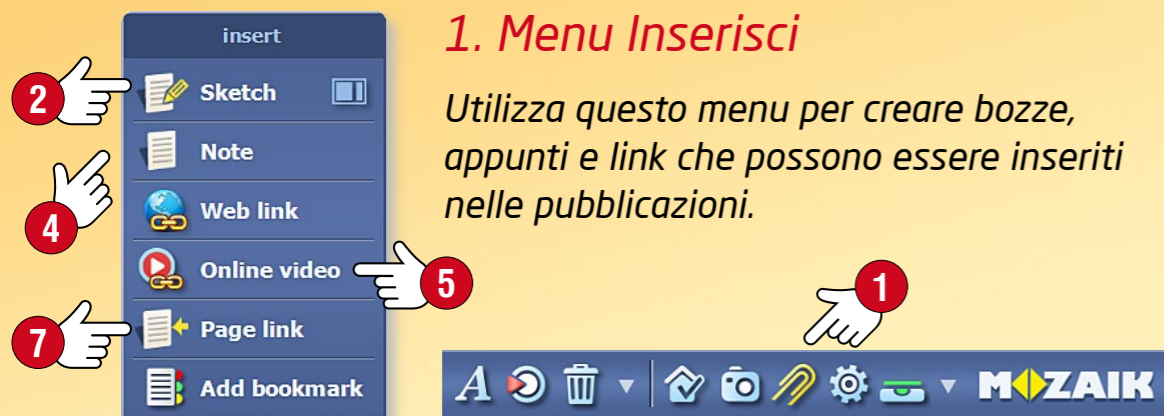 insert
2
Sketch
4
Note
Web link
Online video
5
7
Page link
Add bookmark
1. Menu Inserisci
Utilizza questo menu per creare bozze,
appunti e link che possono essere inseriti
nelle pubblicazioni.
1
A
MOZAIK